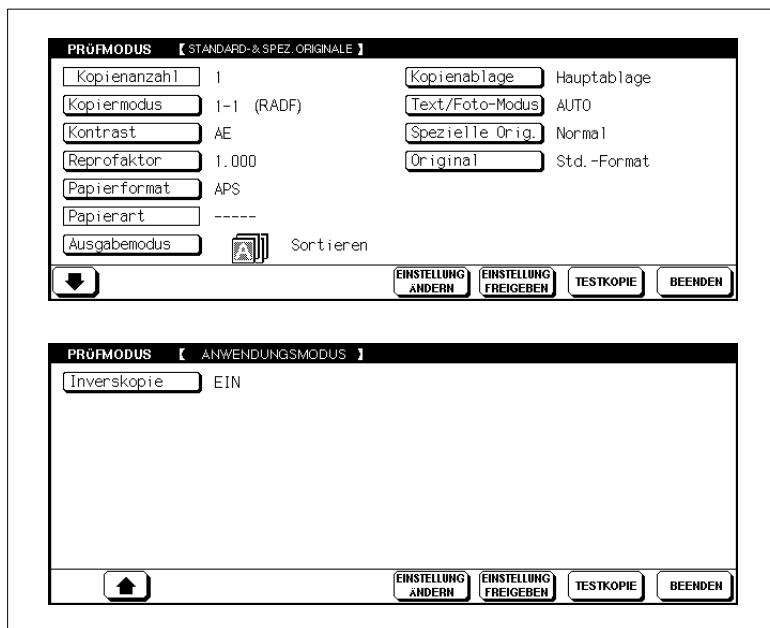 PRÜFMODUS 【 STANDARD-& SPEZ. ORIGINALE 】
Kopienanzahl 1 Kopienablage Hauptablage
Kopiermodus 1-1 (RADF) Text/Foto-Modus AUTO
Kontrast AE Spezielle Orig. Normal
Reprofaktor 1.000 Original Std.-Format
Papierformat APS
Papierart -----
Ausgabemodus A Sortieren
EINSTELLUNG ÄNDERN EINSTELLUNG FREIGEBEN TESTKOPIE BEENDEN
PRÜFMODUS 【 ANWENDUNGSMODUS 】
Inverskopie EIN
EINSTELLUNG ÄNDERN EINSTELLUNG FREIGEBEN TESTKOPIE BEENDEN